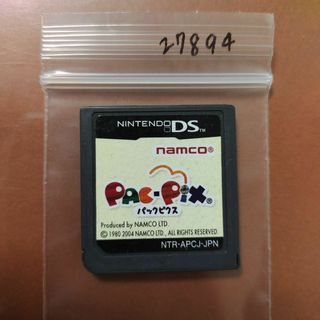 27894
NINTENDO DS™
namco®
PAC-PIX®
パックピクス
Produced by NAMCO LTD.
© 1980 2004 NAMCO LTD., ALL RIGHTS RESERVED.
NTR-APCJ-JPN